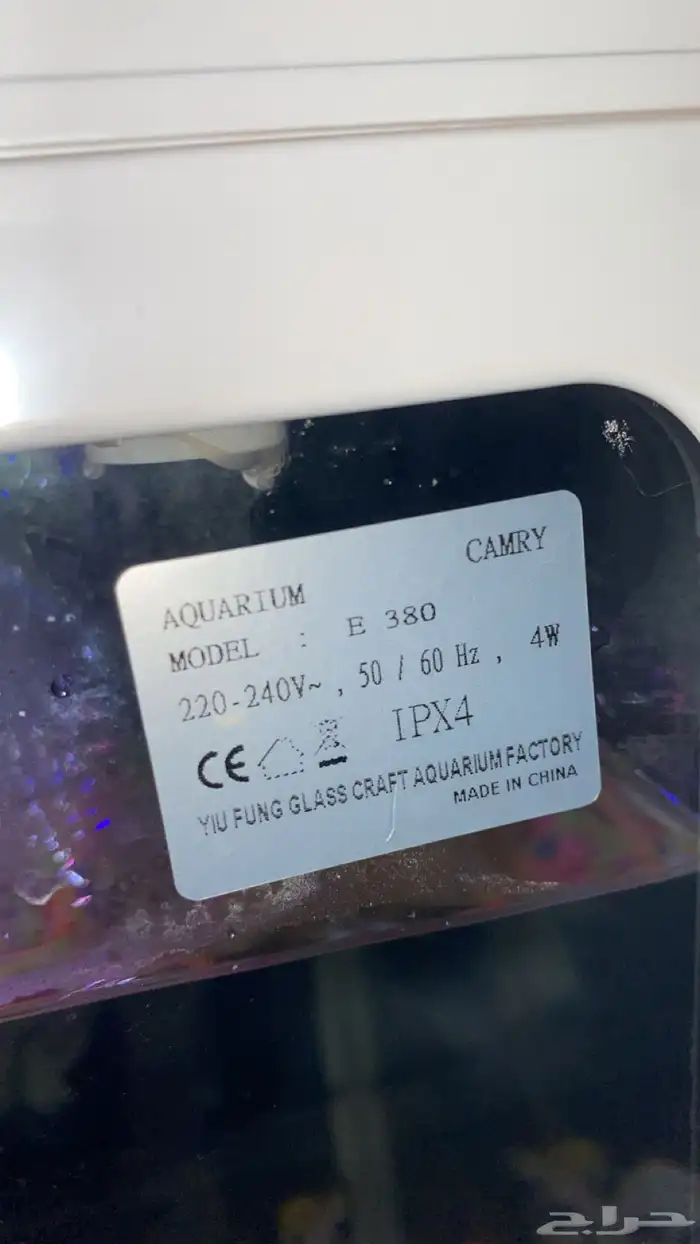 CAMRY
AQUARIUM
MODEL : E 380
220-240V~ , 50 / 60 Hz , 4W
CE IPX4
YIU FUNG GLASS CRAFT AQUARIUM FACTORY
MADE IN CHINA
حراج